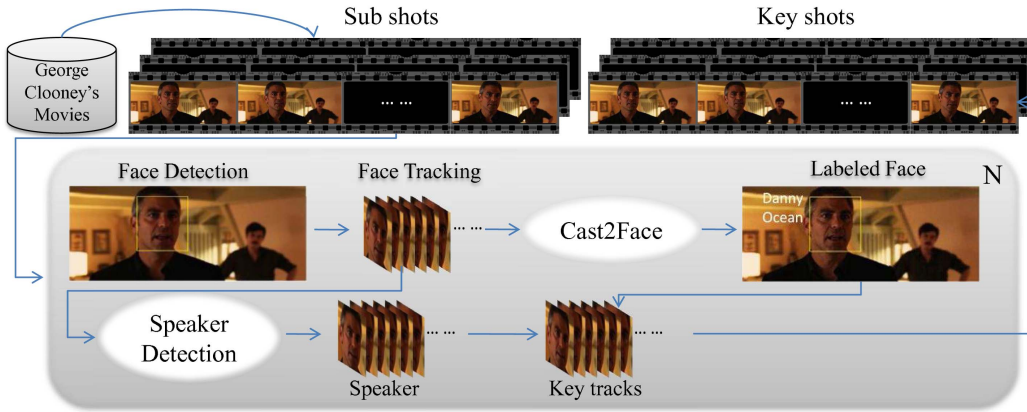 Sub shots
Key shots
George
Clooney's
Movies
... ...
... ...
Face Detection
Face Tracking
Labeled Face
N
Danny
Ocean
... ...
Cast2Face
Speaker
Detection
... ...
... ...
Speaker
Key tracks